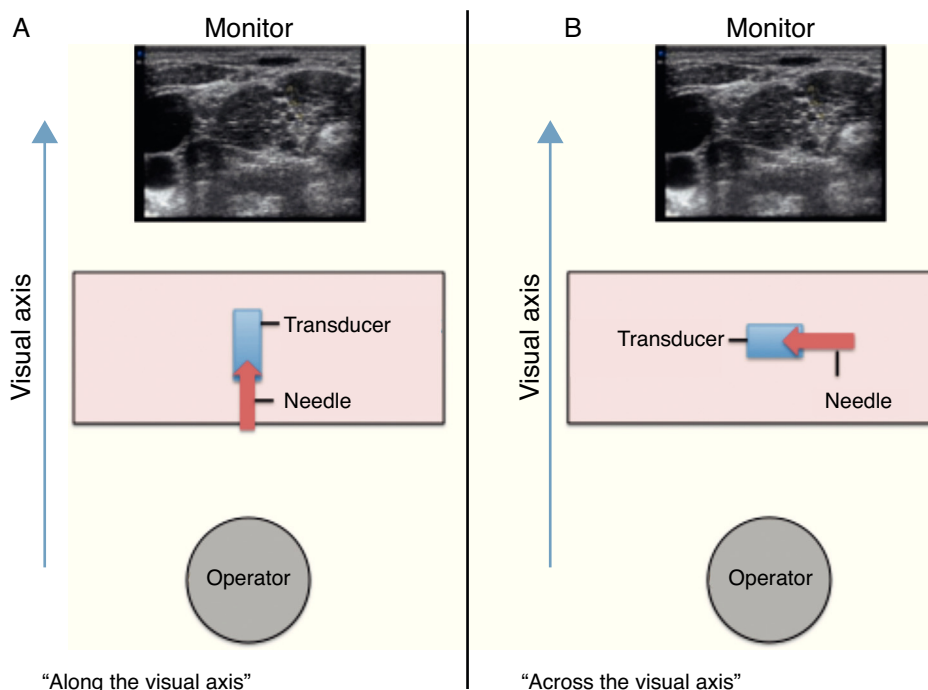 A
Monitor
Visual axis
Transducer
Needle
Operator
“Along the visual axis”
B
Monitor
Visual axis
Transducer
Needle
Operator
“Across the visual axis”